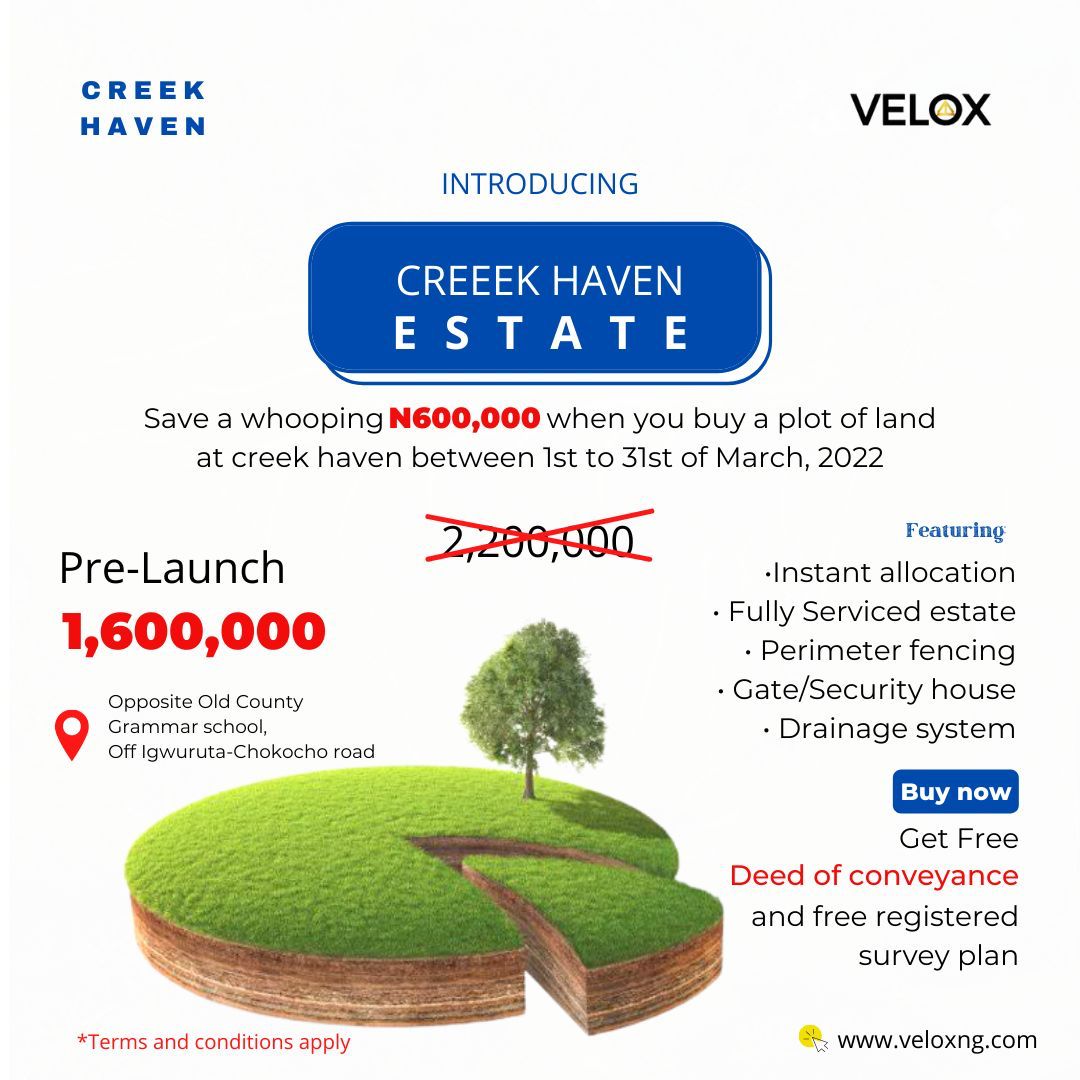 CREEK
HAVEN
VELOX
INTRODUCING
CREEEK HAVEN
ESTATE
Save a whooping N600,000 when you buy a plot of land
at creek haven between 1st to 31st of March, 2022
2,200,000
Pre-Launch
1,600,000
Opposite Old County
Grammar school,
Off Igwuruta-Chokocho road
Featuring
•Instant allocation
• Fully Serviced estate
• Perimeter fencing
• Gate/Security house
• Drainage system
Buy now
Get Free
Deed of conveyance
and free registered
survey plan
*Terms and conditions apply
www.veloxng.com